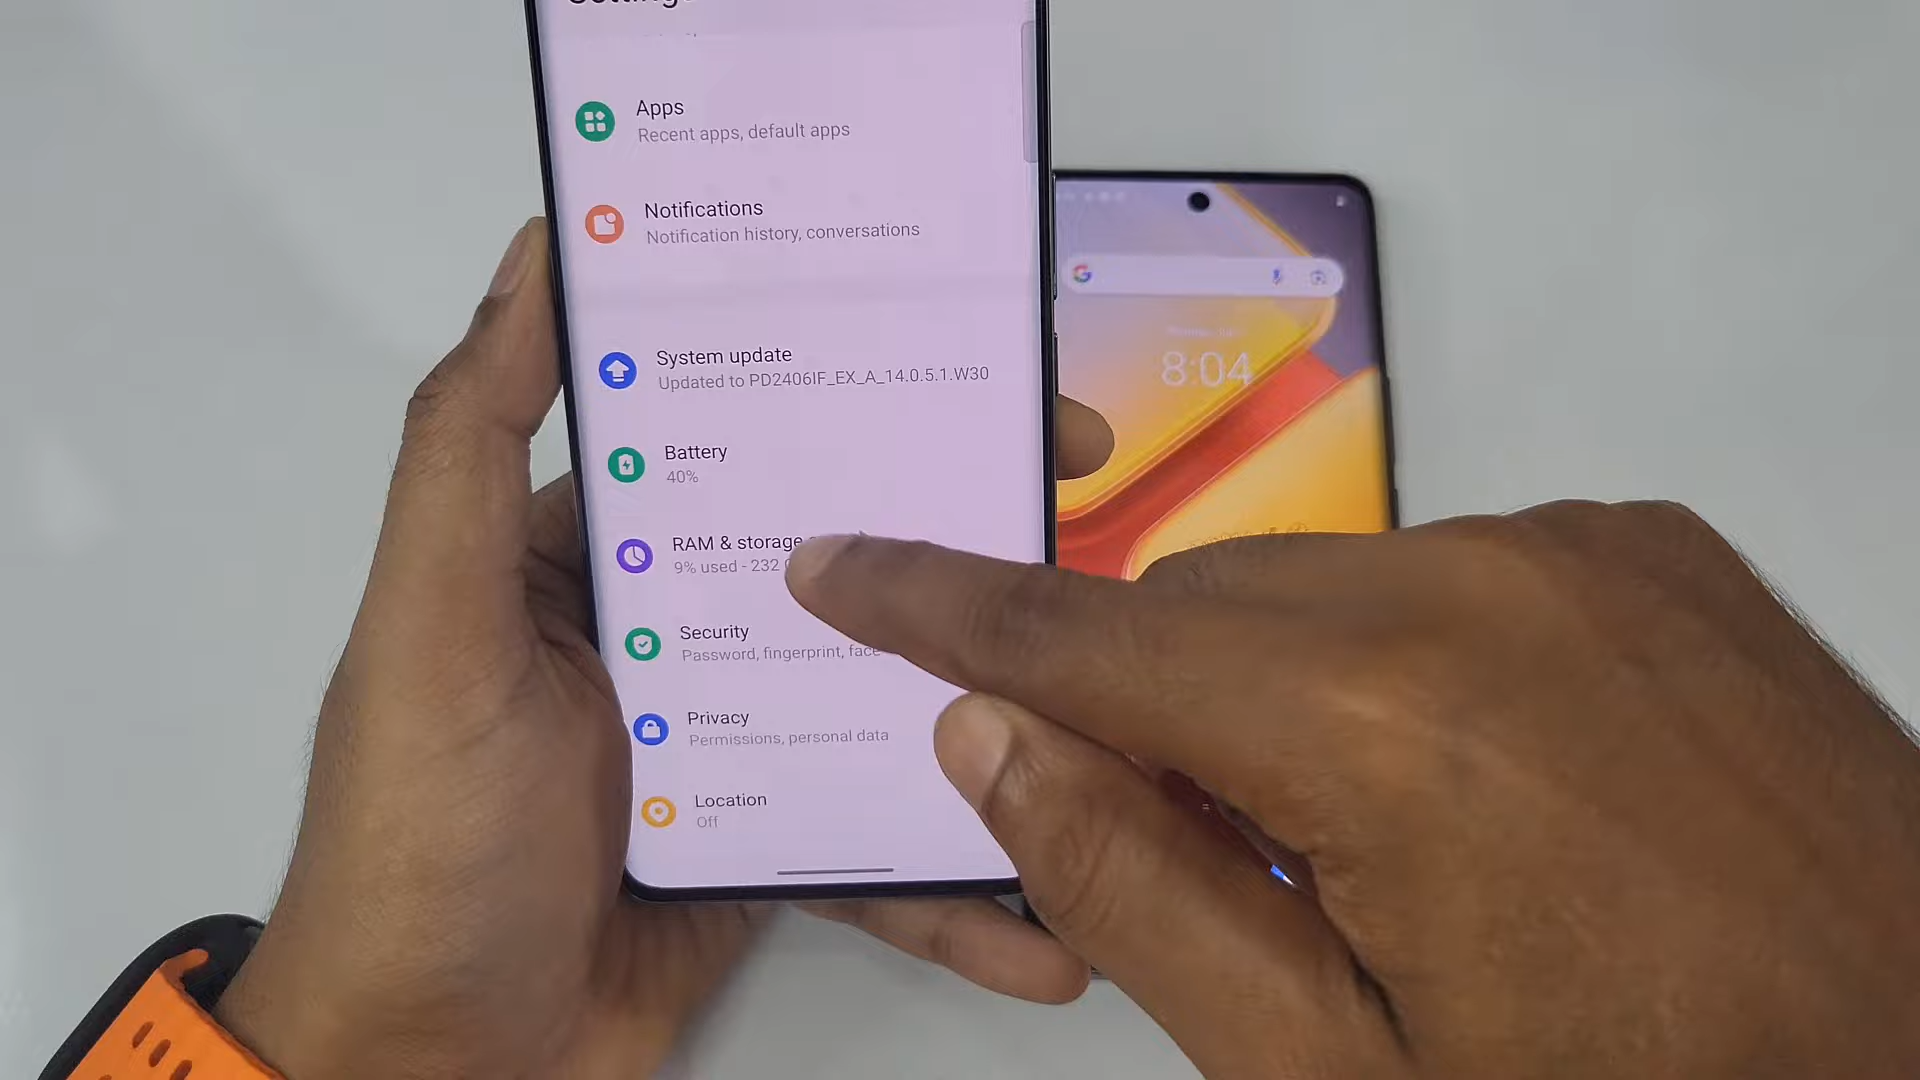 Apps
Recent apps, default apps
Notifications
Notification history, conversations
System update
Updated to PD2406IF_EX_A_14.0.5.1.W30
Battery
40%
RAM & storage
9% used - 232
Security
Password, fingerprint, face
Privacy
Permissions, personal data
Location
Off
8:04